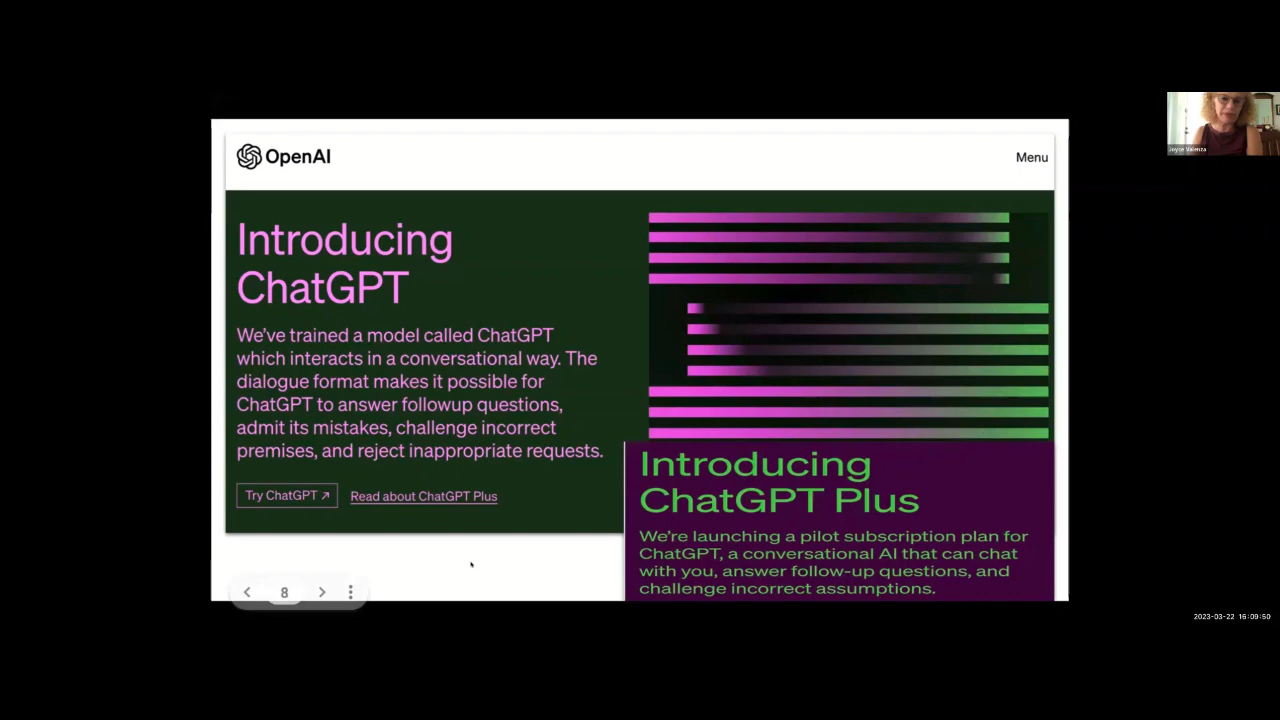 OpenAI
Menu
Introducing
ChatGPT
We've trained a model called ChatGPT
which interacts in a conversational way. The
dialogue format makes it possible for
ChatGPT to answer followup questions,
admit its mistakes, challenge incorrect
premises, and reject inappropriate requests.
Try ChatGPT ↗
Read about ChatGPT Plus
Introducing
ChatGPT Plus
We're launching a pilot subscription plan for
ChatGPT, a conversational AI that can chat
with you, answer follow-up questions, and
challenge incorrect assumptions.
8
Joyce Valenza
2023-03-22 16:09:50